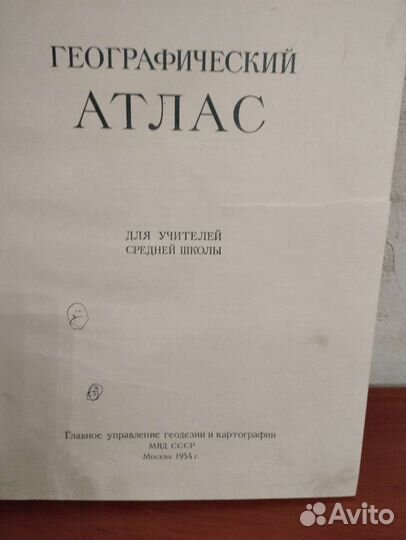 ГЕОГРАФИЧЕСКИЙ
АТЛАС
ДЛЯ УЧИТЕЛЕЙ
СРЕДНЕЙ ШКОЛЫ
Главное управление геодезии и картографии
МВД СССР
Москва 1954 г.
Avito